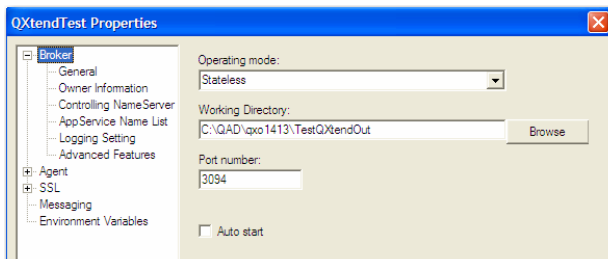 QXtendTest Properties
Broker
General
Owner Information
Controlling NameServer
AppService Name List
Logging Setting
Advanced Features
Agent
SSL
Messaging
Environment Variables
Operating mode:
Stateless
Working Directory:
C:\QAD\qxo1413\TestQXtendOut
Browse
Port number:
3094
Auto start